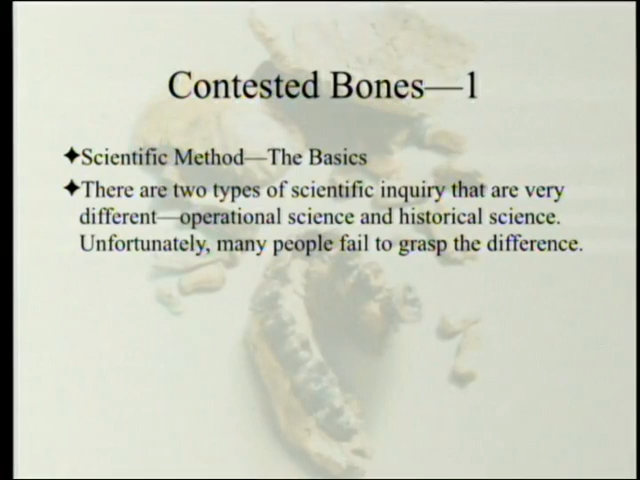 Contested Bones—1
✦Scientific Method—The Basics
✦There are two types of scientific inquiry that are very
different—operational science and historical science.
Unfortunately, many people fail to grasp the difference.